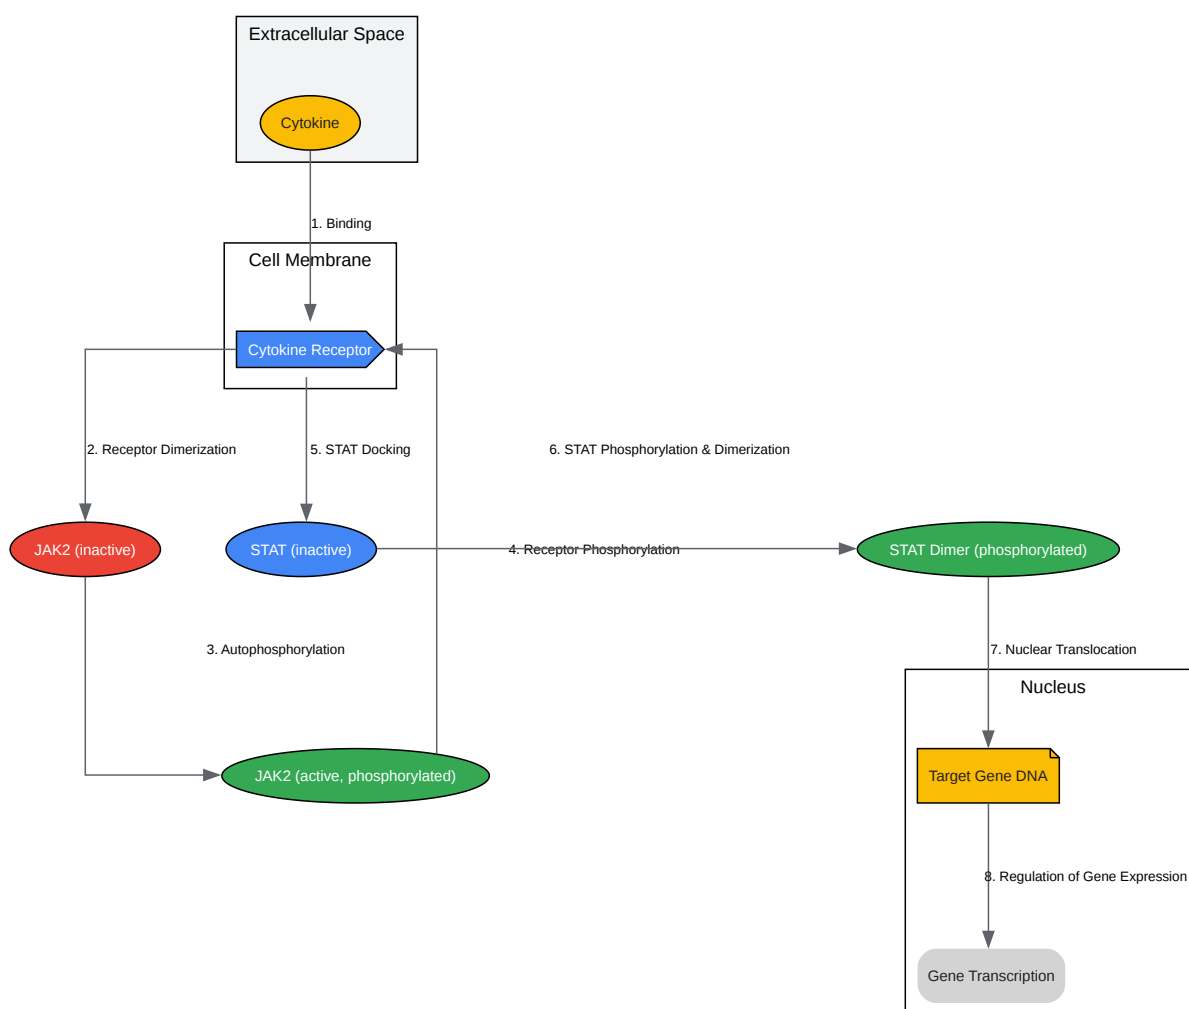 Extracellular Space
Cytokine
1. Binding
Cell Membrane
Cytokine Receptor
2. Receptor Dimerization
5. STAT Docking
6. STAT Phosphorylation & Dimerization
JAK2 (inactive)
STAT (inactive)
4. Receptor Phosphorylation
STAT Dimer (phosphorylated)
3. Autophosphorylation
7. Nuclear Translocation
Nucleus
JAK2 (active, phosphorylated)
Target Gene DNA
8. Regulation of Gene Expression
Gene Transcription